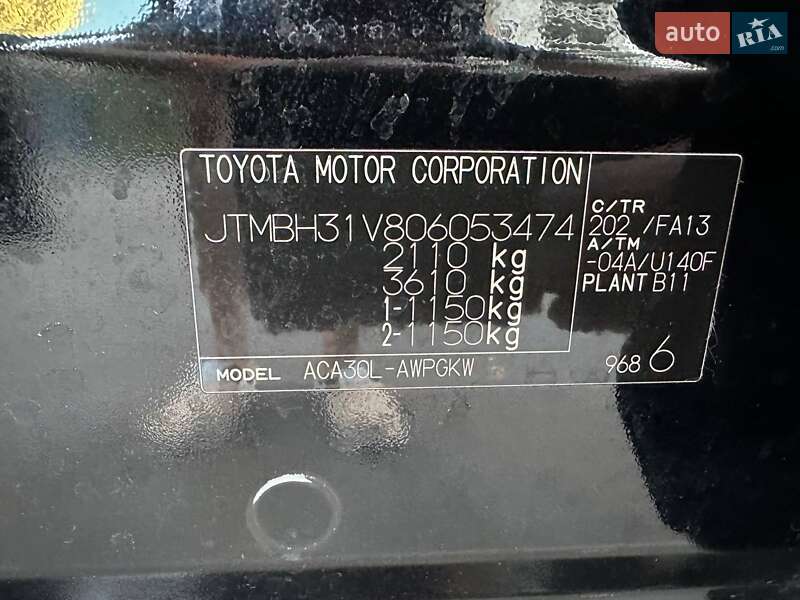 auto RIA.com
TOYOTA MOTOR CORPORATION
JTMBH31V806053474
2110 kg
3610 kg
1-1150kg
2-1150kg
MODEL ACA30L-AWPGKW
C/TR
202 /FA13
A/TM
-04A/U140F
PLANT B11
968 6